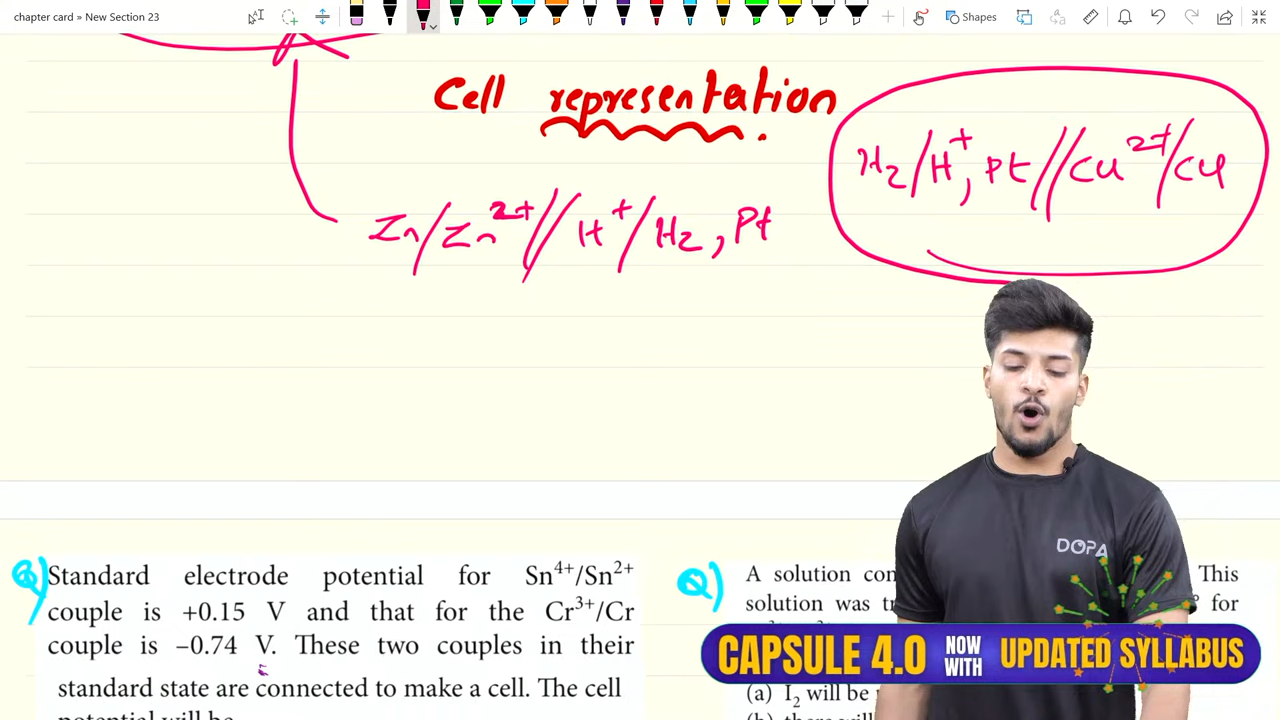 chapter card » New Section 23
Shapes
Cell representation
H₂/H⁺, Pt//Cu²⁺/Cu
Zn/Zn²⁺//H⁺/H₂, Pt
Q) Standard electrode potential for Sn⁴⁺/Sn²⁺
couple is +0.15 V and that for the Cr³⁺/Cr
couple is –0.74 V. These two couples in their
standard state are connected to make a cell. The cell
potential will be
Q) A solution This
solution was for
(a) I₂ will be
(b)
DOPA
CAPSULE 4.0 NOW WITH UPDATED SYLLABUS